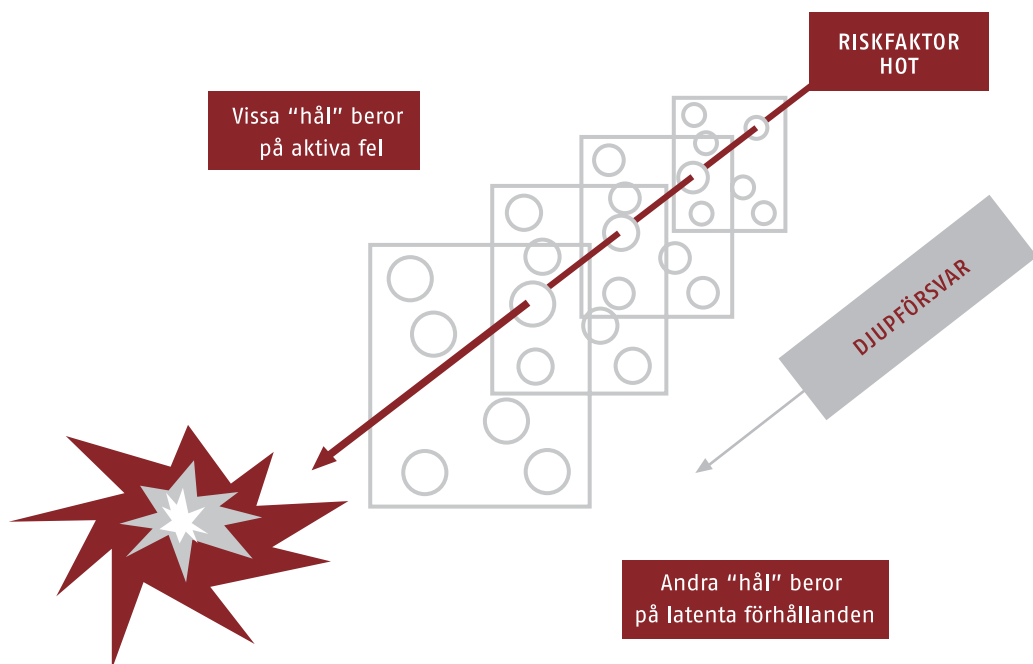 RISKFAKTOR
HOT
Vissa “hål” beror
på aktiva fel
DJUPFÖRSVAR
Andra “hål” beror
på latenta förhållanden